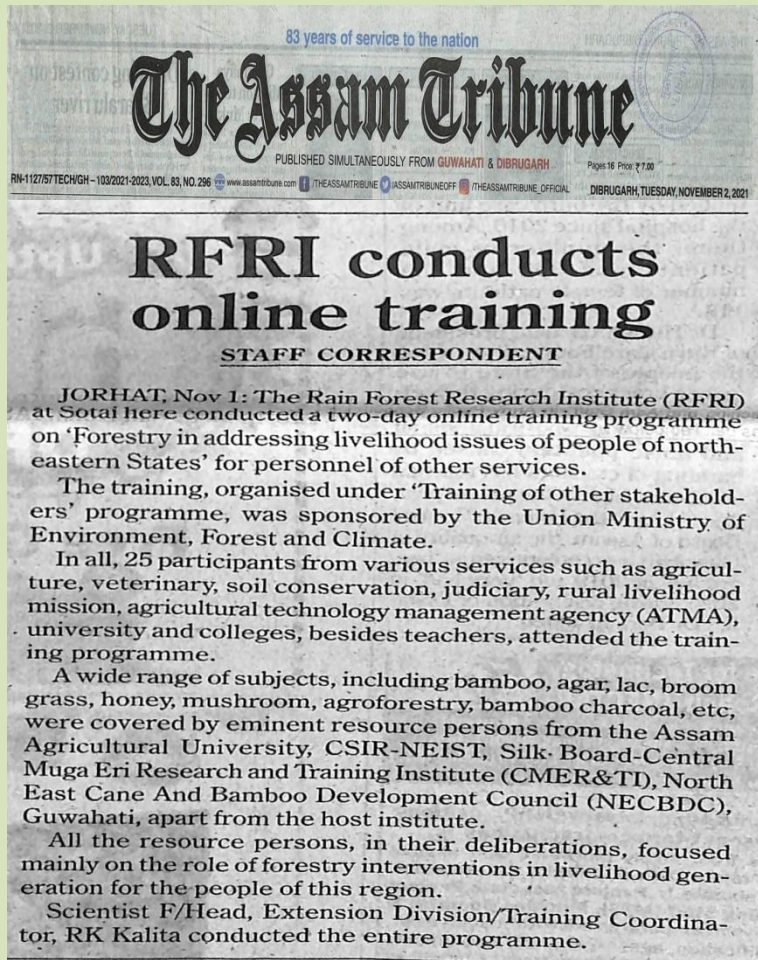 83 years of service to the nation
The Assam Tribune
PUBLISHED SIMULTANEOUSLY FROM GUWAHATI & DIBRUGARH
Pages 16 Price: ₹ 7.00
RN-1127/57 TECH/GH – 103/2021-2023, VOL. 83, NO. 296 www.assamtribune.com /THEASSAMTRIBUNE /ASSAMTRIBUNEOFF /THEASSAMTRIBUNE_OFFICIAL DIBRUGARH, TUESDAY, NOVEMBER 2, 2021
RFRI conducts
online training
STAFF CORRESPONDENT
JORHAT, Nov 1: The Rain Forest Research Institute (RFRI)
at Sotai here conducted a two-day online training programme
on 'Forestry in addressing livelihood issues of people of north-
eastern States' for personnel of other services.
The training, organised under 'Training of other stakehold-
ers' programme, was sponsored by the Union Ministry of
Environment, Forest and Climate.
In all, 25 participants from various services such as agricul-
ture, veterinary, soil conservation, judiciary, rural livelihood
mission, agricultural technology management agency (ATMA),
university and colleges, besides teachers, attended the train-
ing programme.
A wide range of subjects, including bamboo, agar, lac, broom
grass, honey, mushroom, agroforestry, bamboo charcoal, etc,
were covered by eminent resource persons from the Assam
Agricultural University, CSIR-NEIST, Silk Board-Central
Muga Eri Research and Training Institute (CMER&TI), North
East Cane And Bamboo Development Council (NECBDC),
Guwahati, apart from the host institute.
All the resource persons, in their deliberations, focused
mainly on the role of forestry interventions in livelihood gen-
eration for the people of this region.
Scientist F/Head, Extension Division/Training Coordina-
tor, RK Kalita conducted the entire programme.